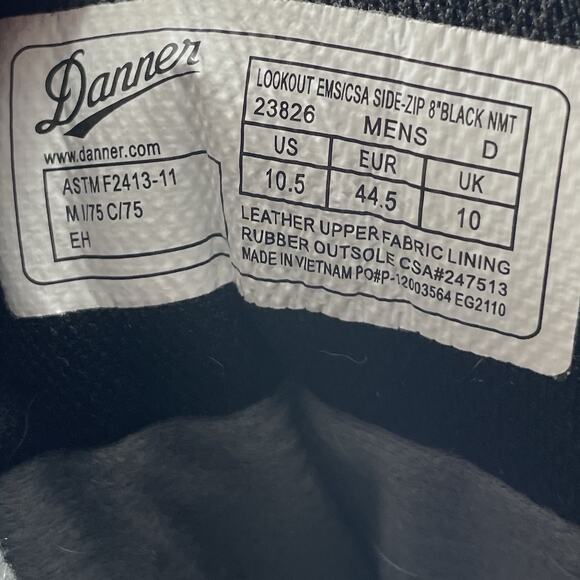 Danner
www.danner.com
ASTM F2413-11
M I/75 C/75
EH
LOOKOUT EMS/CSA SIDE-ZIP 8"BLACK NMT
23826 MENS D
US EUR UK
10.5 44.5 10
LEATHER UPPER FABRIC LINING
RUBBER OUTSOLE CSA#247513
MADE IN VIETNAM PO#P-12003564 EG2110